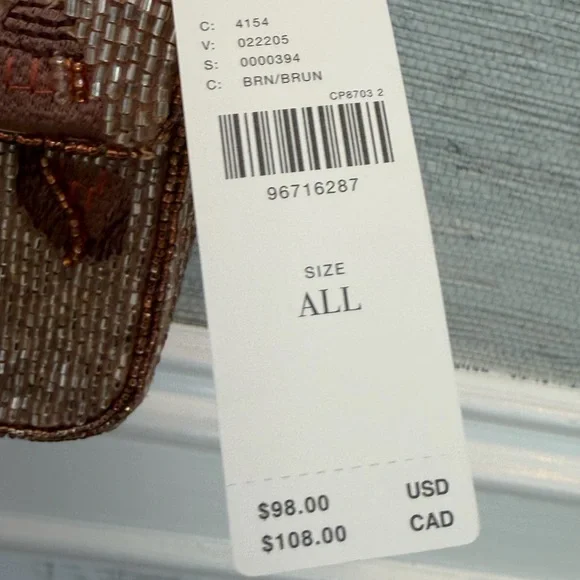 C: 4154
V: 022205
S: 0000394
C: BRN/BRUN
CP8703 2
96716287
SIZE
ALL
$98.00 USD
$108.00 CAD